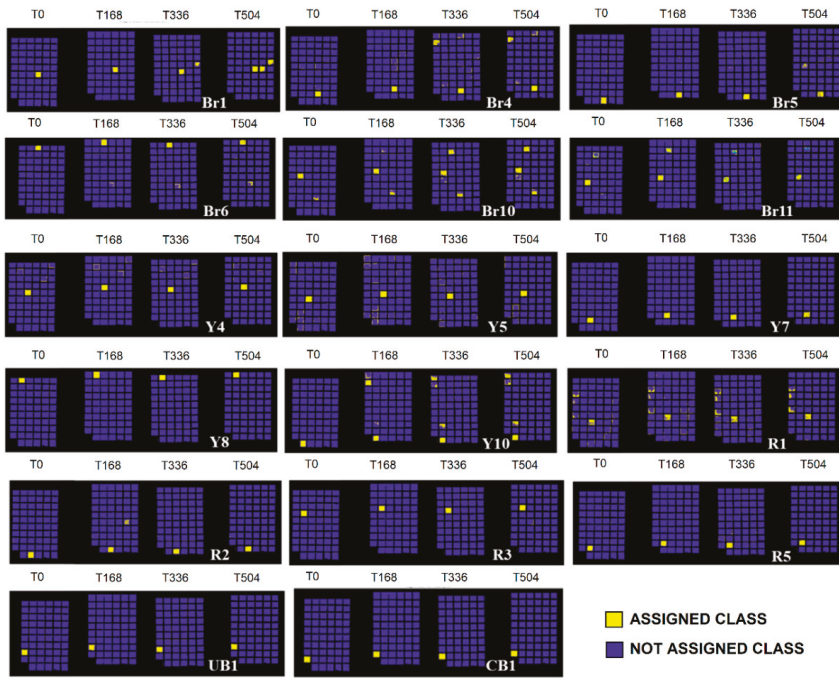 T0 T168 T336 T504 T0 T168 T336 T504 T0 T168 T336 T504
Br1 Br4 Br5
T0 T168 T336 T504 T0 T168 T336 T504 T0 T168 T336 T504
Br6 Br10 Br11
T0 T168 T336 T504 T0 T168 T336 T504 T0 T168 T336 T504
Y4 Y5 Y7
T0 T168 T336 T504 T0 T168 T336 T504 T0 T168 T336 T504
Y8 Y10 R1
T0 T168 T336 T504 T0 T168 T336 T504 T0 T168 T336 T504
R2 R3 R5
T0 T168 T336 T504 T0 T168 T336 T504
UB1 CB1
ASSIGNED CLASS
NOT ASSIGNED CLASS